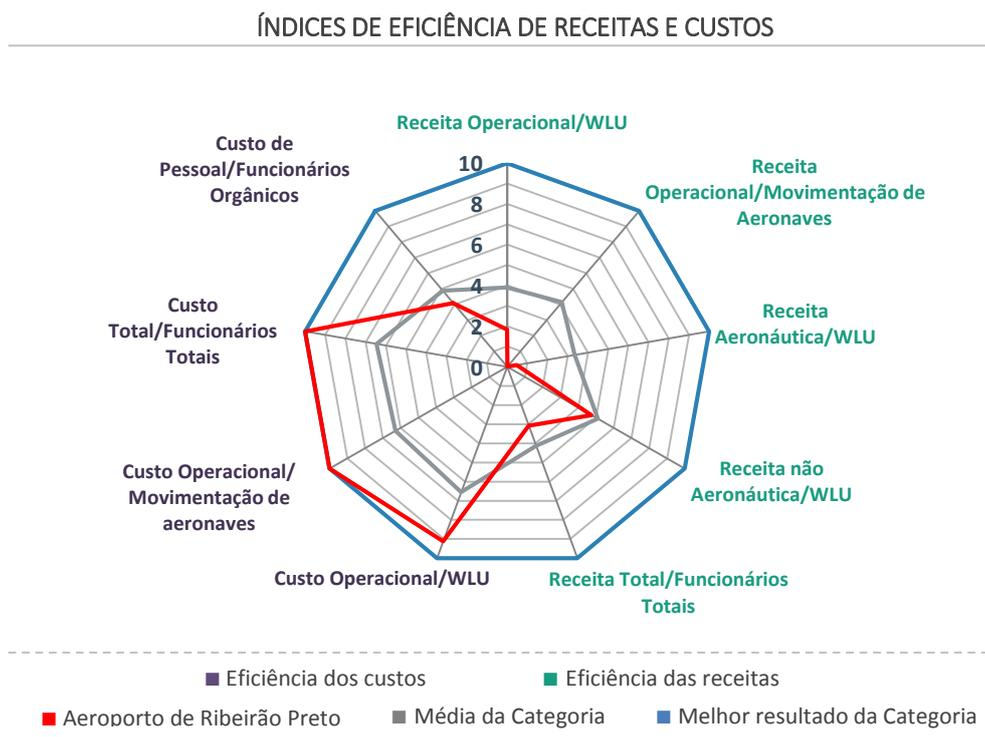 ÍNDICES DE EFICIÊNCIA DE RECEITAS E CUSTOS
Receita Operacional/WLU
Receita
Operacional/Movimentação de
Aeronaves
Receita
Aeronáutica/WLU
Receita não
Aeronáutica/WLU
Receita Total/Funcionários
Totais
Custo Operacional/WLU
Custo Operacional/
Movimentação de
aeronaves
Custo
Total/Funcionários
Totais
Custo de
Pessoal/Funcionários
Orgânicos
10
8
6
4
2
0
Eficiência dos custos
Eficiência das receitas
Aeroporto de Ribeirão Preto
Média da Categoria
Melhor resultado da Categoria